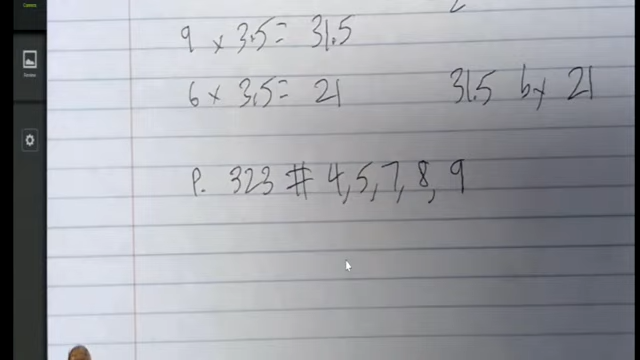 9 x 3.5 = 31.5
6 x 3.5 = 21
31.5 by 21
p. 323 # 4, 5, 7, 8, 9